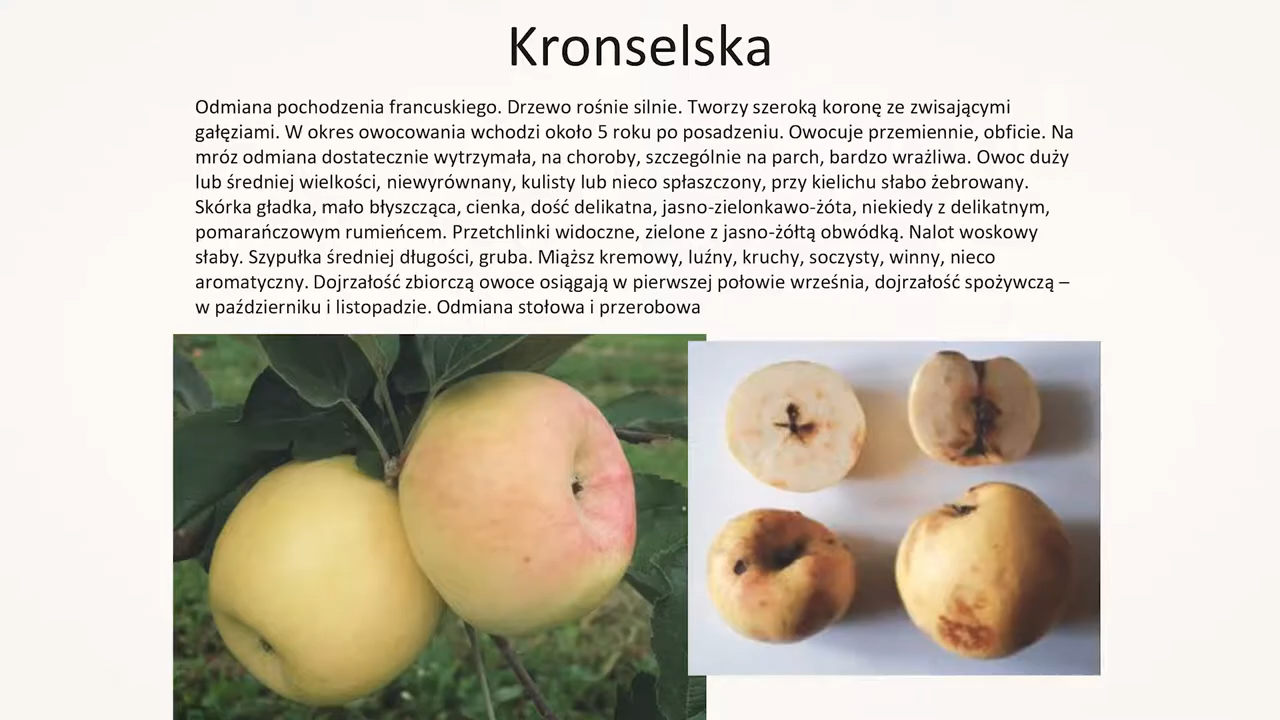 Kronselska
Odmiana pochodzenia francuskiego. Drzewo rośnie silnie. Tworzy szeroką koronę ze zwisającymi
gałęziami. W okres owocowania wchodzi około 5 roku po posadzeniu. Owocuje przemiennie, obficie. Na
mróz odmiana dostatecznie wytrzymała, na choroby, szczególnie na parch, bardzo wrażliwa. Owoc duży
lub średniej wielkości, niewyrównany, kulisty lub nieco spłaszczony, przy kielichu słabo żebrowany.
Skórka gładka, mało błyszcząca, cienka, dość delikatna, jasno-zielonkawo-żóta, niekiedy z delikatnym,
pomarańczowym rumieńcem. Przetchlinki widoczne, zielone z jasno-żółtą obwódką. Nalot woskowy
słaby. Szypułka średniej długości, gruba. Miąższ kremowy, luźny, kruchy, soczysty, winny, nieco
aromatyczny. Dojrzałość zbiorczą owoce osiągają w pierwszej połowie września, dojrzałość spożywczą –
w październiku i listopadzie. Odmiana stołowa i przerobowa